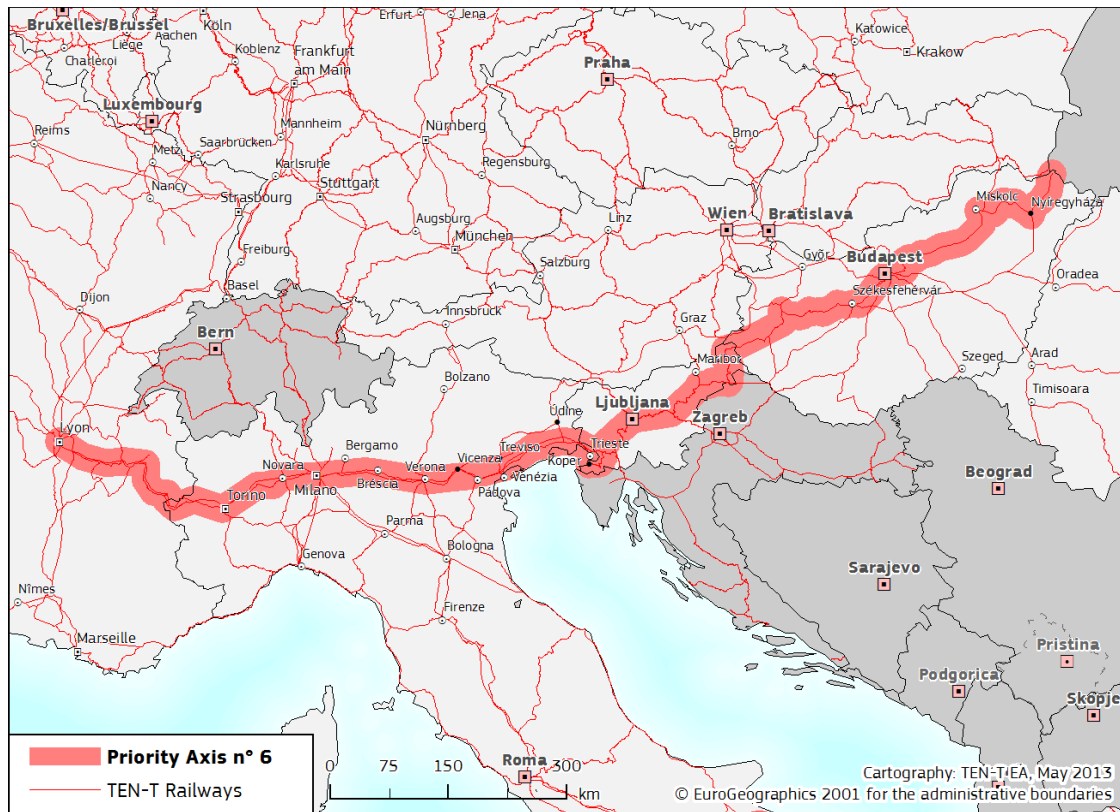 Bruxelles/Brussel
Aachen
Köln
Erfurt
Jena
Katowice
Krakow
Liège
Charleroi
Koblenz
Frankfurt
am Main
Praha
Luxembourg
Reims
Metz
Saarbrücken
Mannheim
Nürnberg
Brno
Nancy
Karlsruhe
Stuttgart
Regensburg
Strasbourg
Augsburg
München
Linz
Wien
Bratislava
Miskolc
Nyíregyháza
Freiburg
Salzburg
Győr
Budapest
Oradea
Dijon
Basel
Székesfehérvár
Bern
Innsbruck
Graz
Maribor
Szeged
Arad
Timisoara
Bolzano
Ljubljana
Zagreb
Lyon
Udine
Bergamo
Treviso
Trieste
Koper
Novara
Vicenza
Verona
Venézia
Milano
Bréscia
Pádova
Torino
Beograd
Parma
Bologna
Genova
Sarajevo
Nîmes
Firenze
Marseille
Pristina
Podgorica
Skopje
Roma
Priority Axis n° 6
TEN-T Railways
0 75 150 300
km
Cartography: TEN-T EA, May 2013
© EuroGeographics 2001 for the administrative boundaries